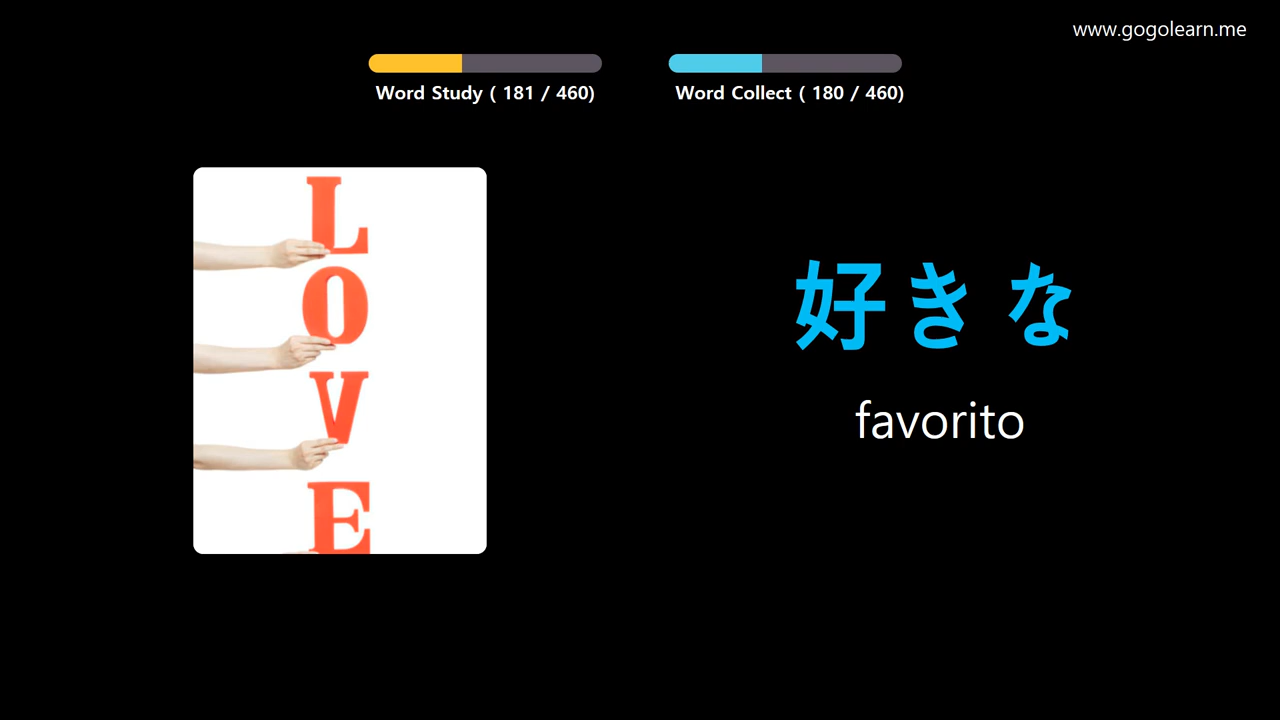 www.gogolearn.me
Word Study ( 181 / 460)
Word Collect ( 180 / 460)
L
O
V
E
好きな
favorito